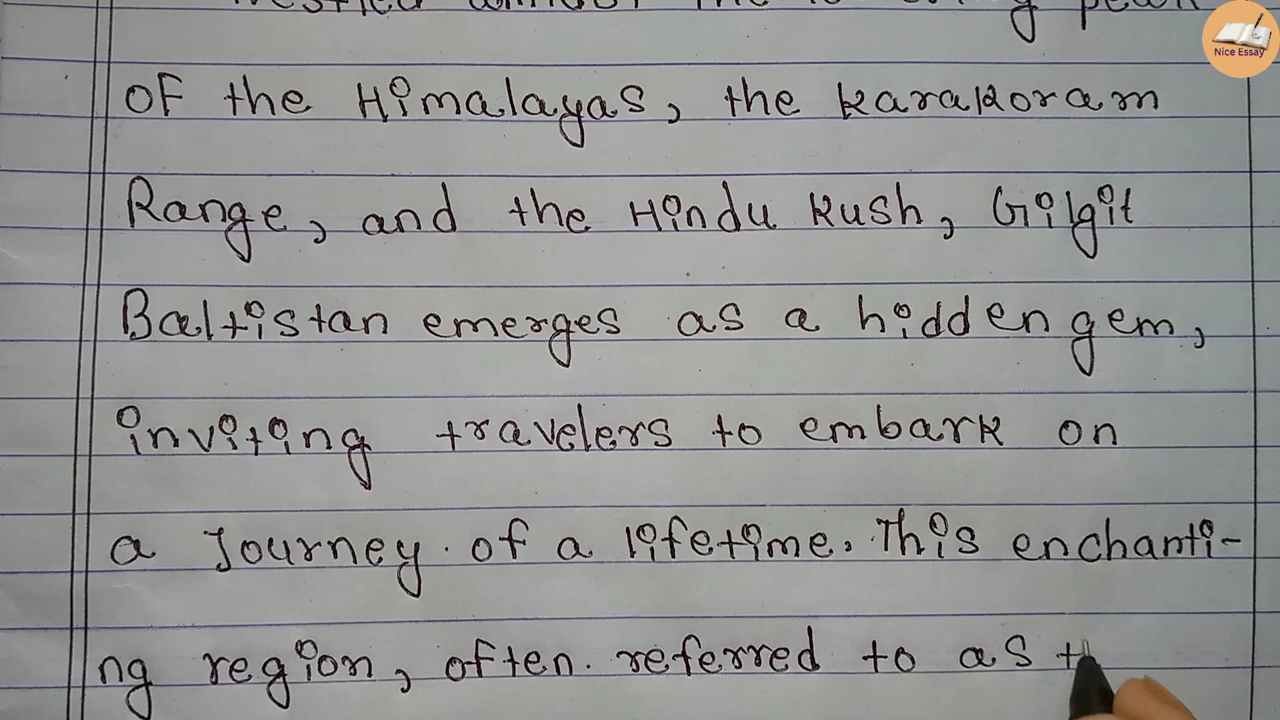 of the Himalayas, the Karakoram
Range, and the Hindu Kush, Gilgit
Baltistan emerges as a hidden gem,
inviting travelers to embark on
a Journey of a lifetime. This enchanti-
ng region, often referred to as
Nice Essay